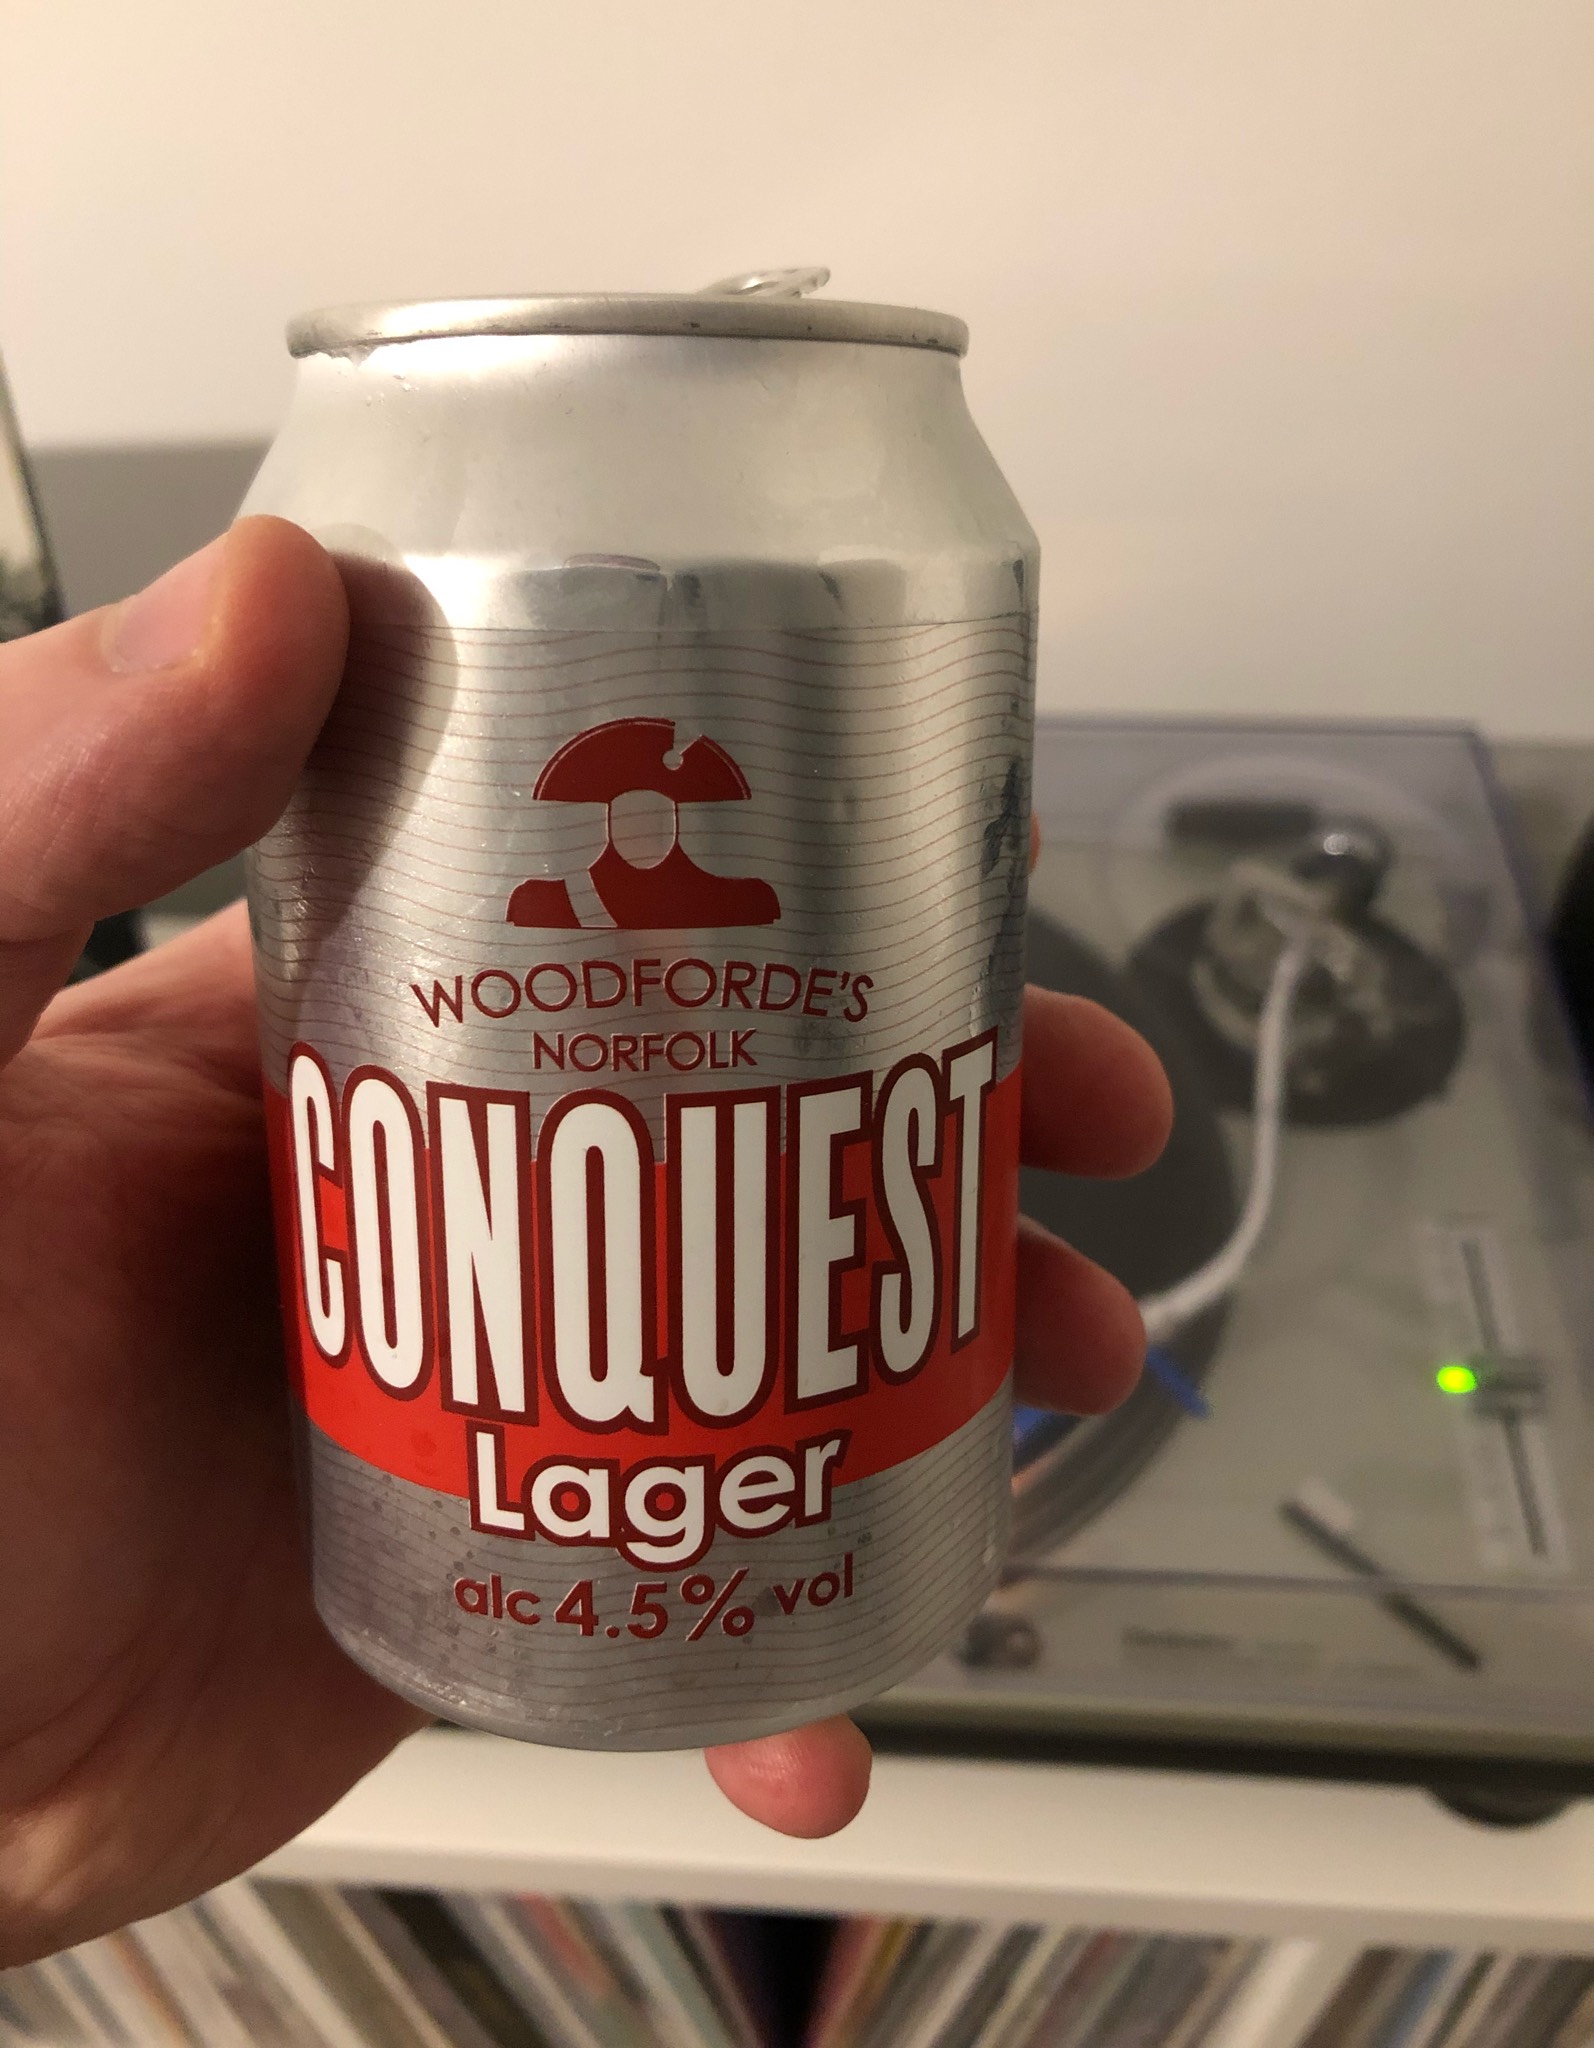 WOODFORDE'S
NORFOLK
CONQUEST
Lager
alc 4.5% vol